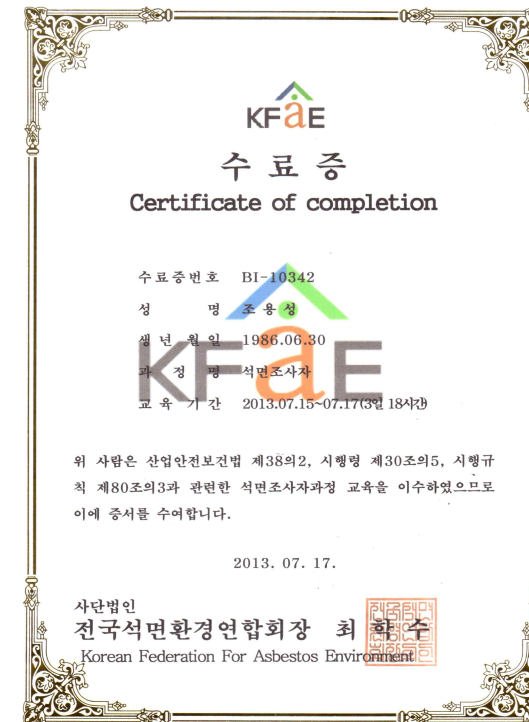 KFaE
수료증
Certificate of completion
수료증번호 BI-10342
성 명 조용성
생년월일 1986.06.30
과정명 석면조사자
교육기간 2013.07.15~07.17(3일 18시간)
KFaE
위 사람은 산업안전보건법 제38의2, 시행령 제30조의5, 시행규
칙 제80조의3과 관련한 석면조사자과정 교육을 이수하였으므로
이에 증서를 수여합니다.
2013. 07. 17.
사단법인
전국석면환경연합회장 최 학 수
Korean Federation For Asbestos Environment